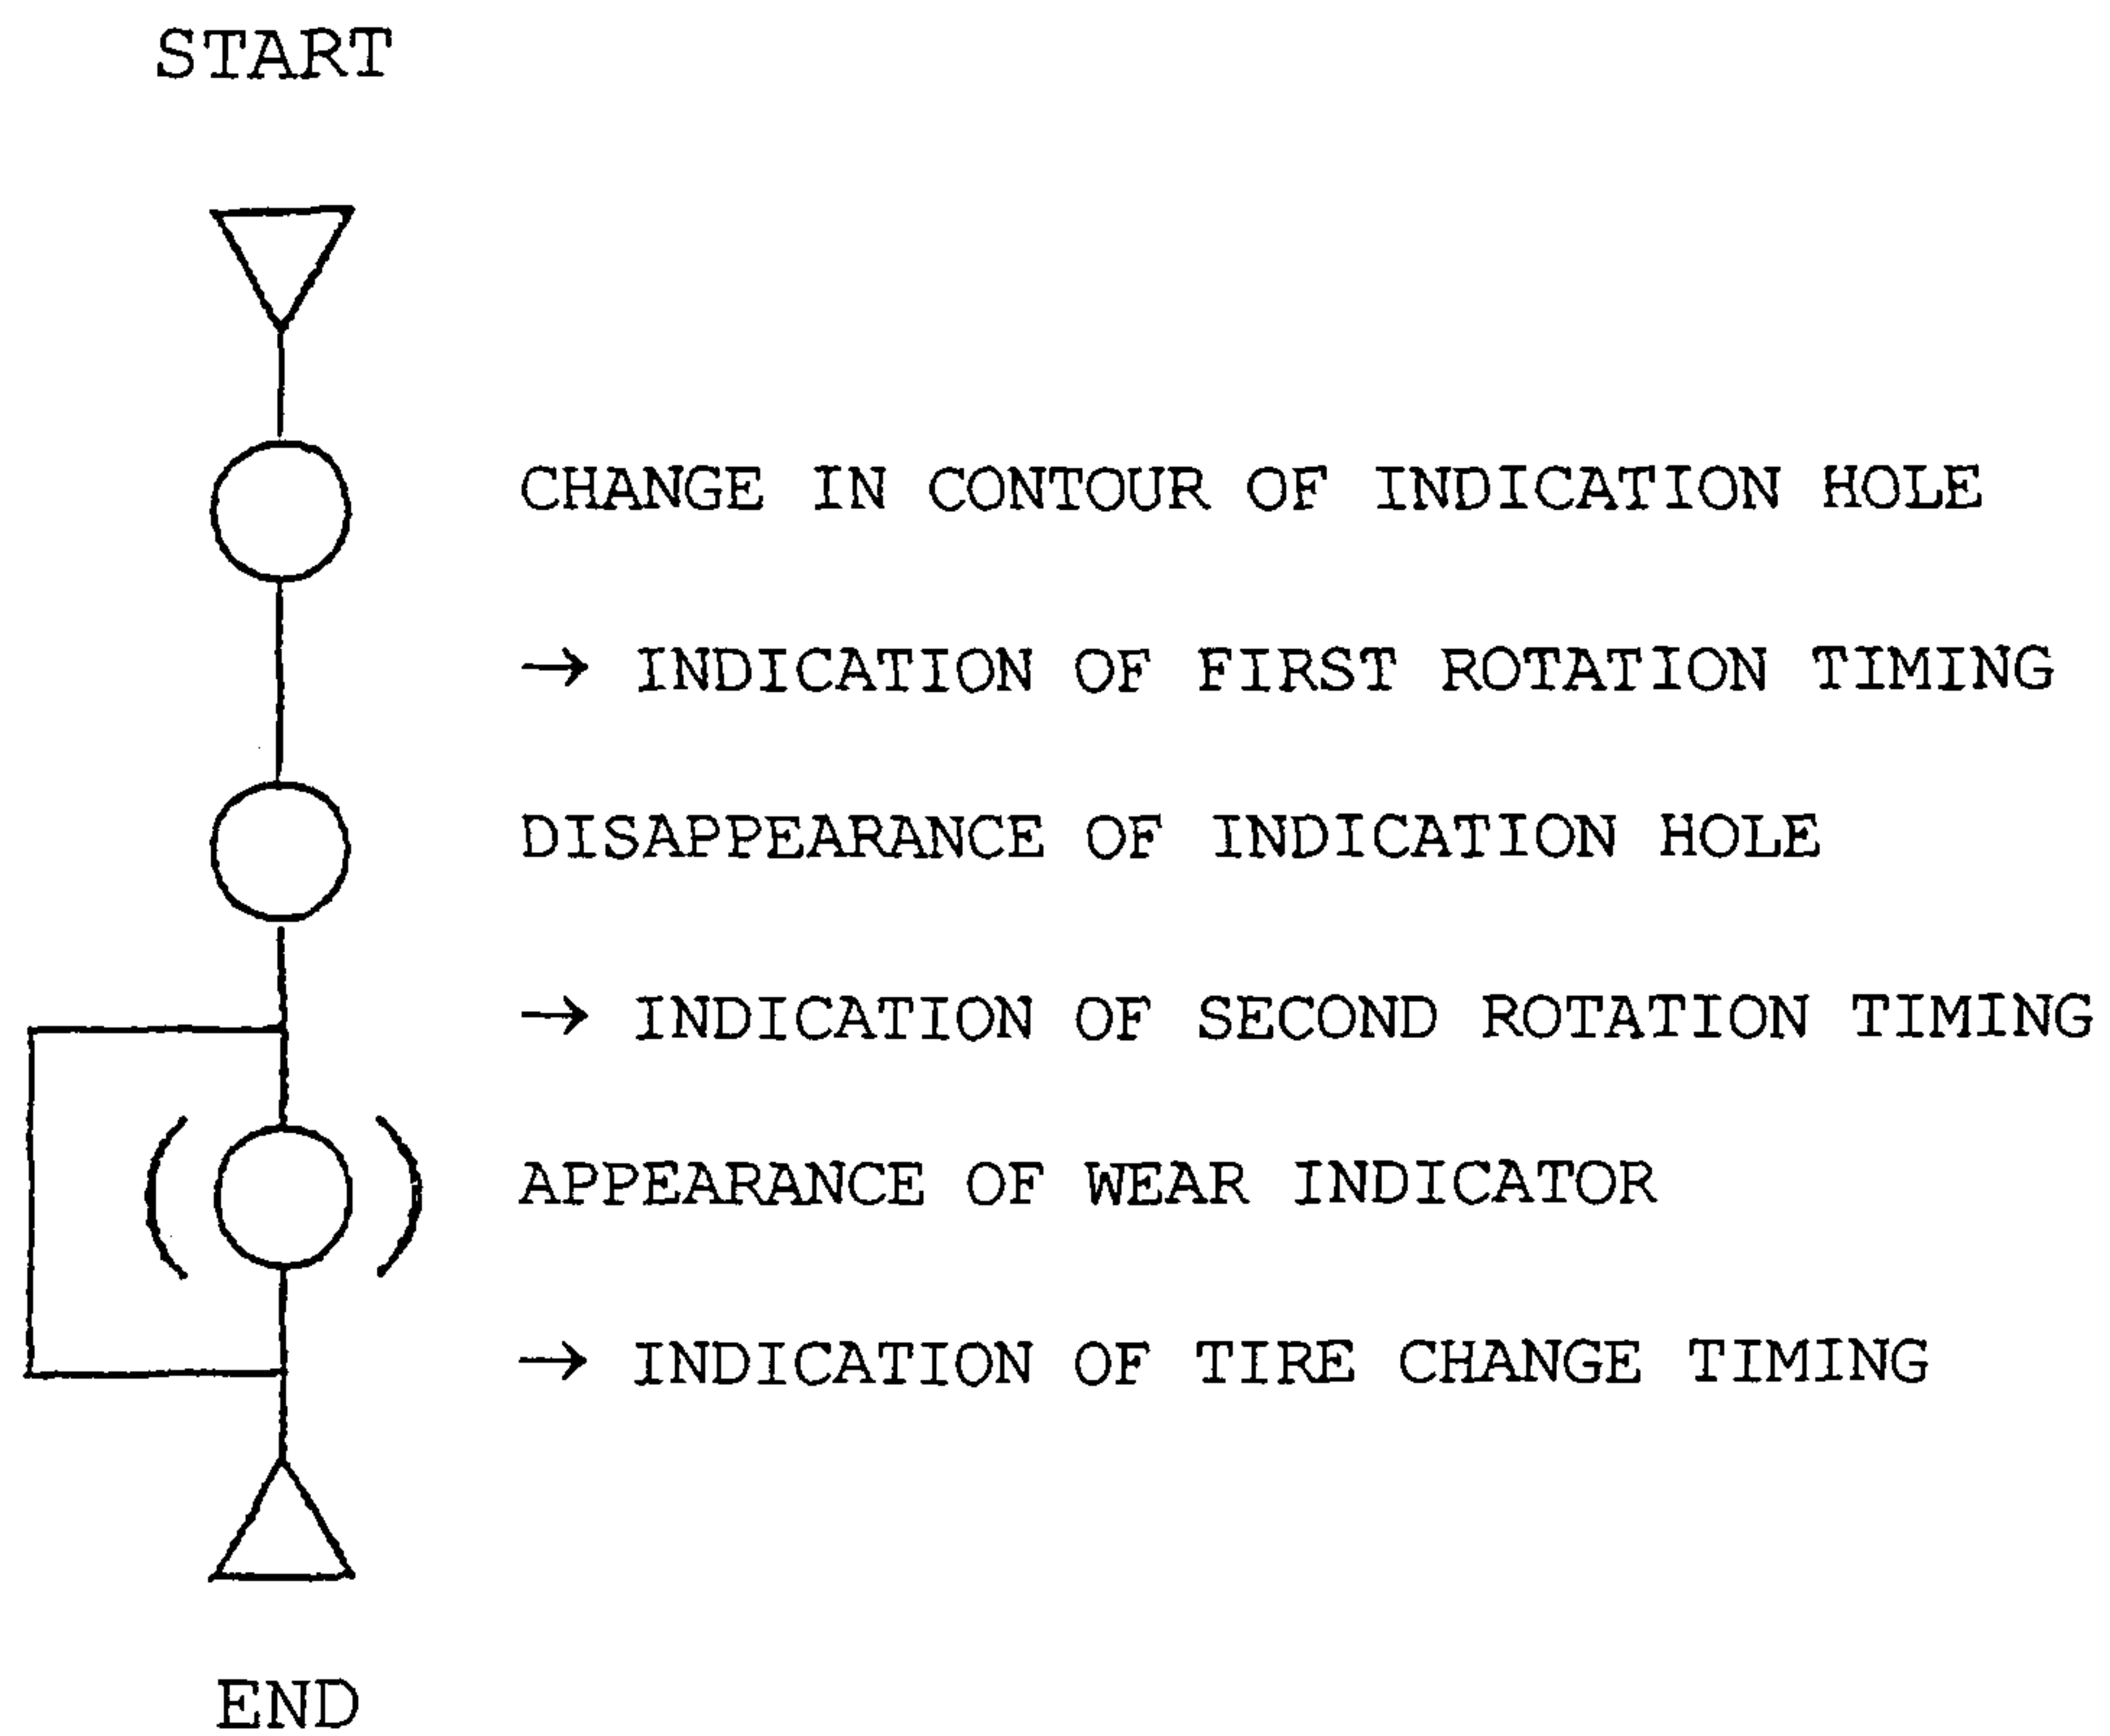 START
CHANGE IN CONTOUR OF INDICATION HOLE
→ INDICATION OF FIRST ROTATION TIMING
DISAPPEARANCE OF INDICATION HOLE
→ INDICATION OF SECOND ROTATION TIMING
APPEARANCE OF WEAR INDICATOR
→ INDICATION OF TIRE CHANGE TIMING
END